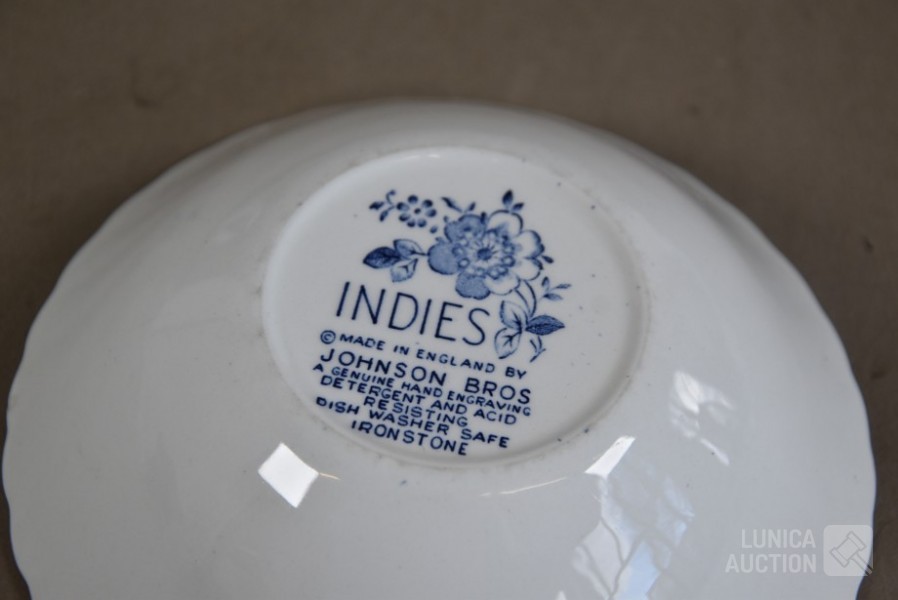 INDIES
© MADE IN ENGLAND BY
JOHNSON BROS
A GENUINE HAND ENGRAVING
DETERGENT AND ACID
RESISTING
DISH WASHER SAFE
IRONSTONE
LUNICA
AUCTION